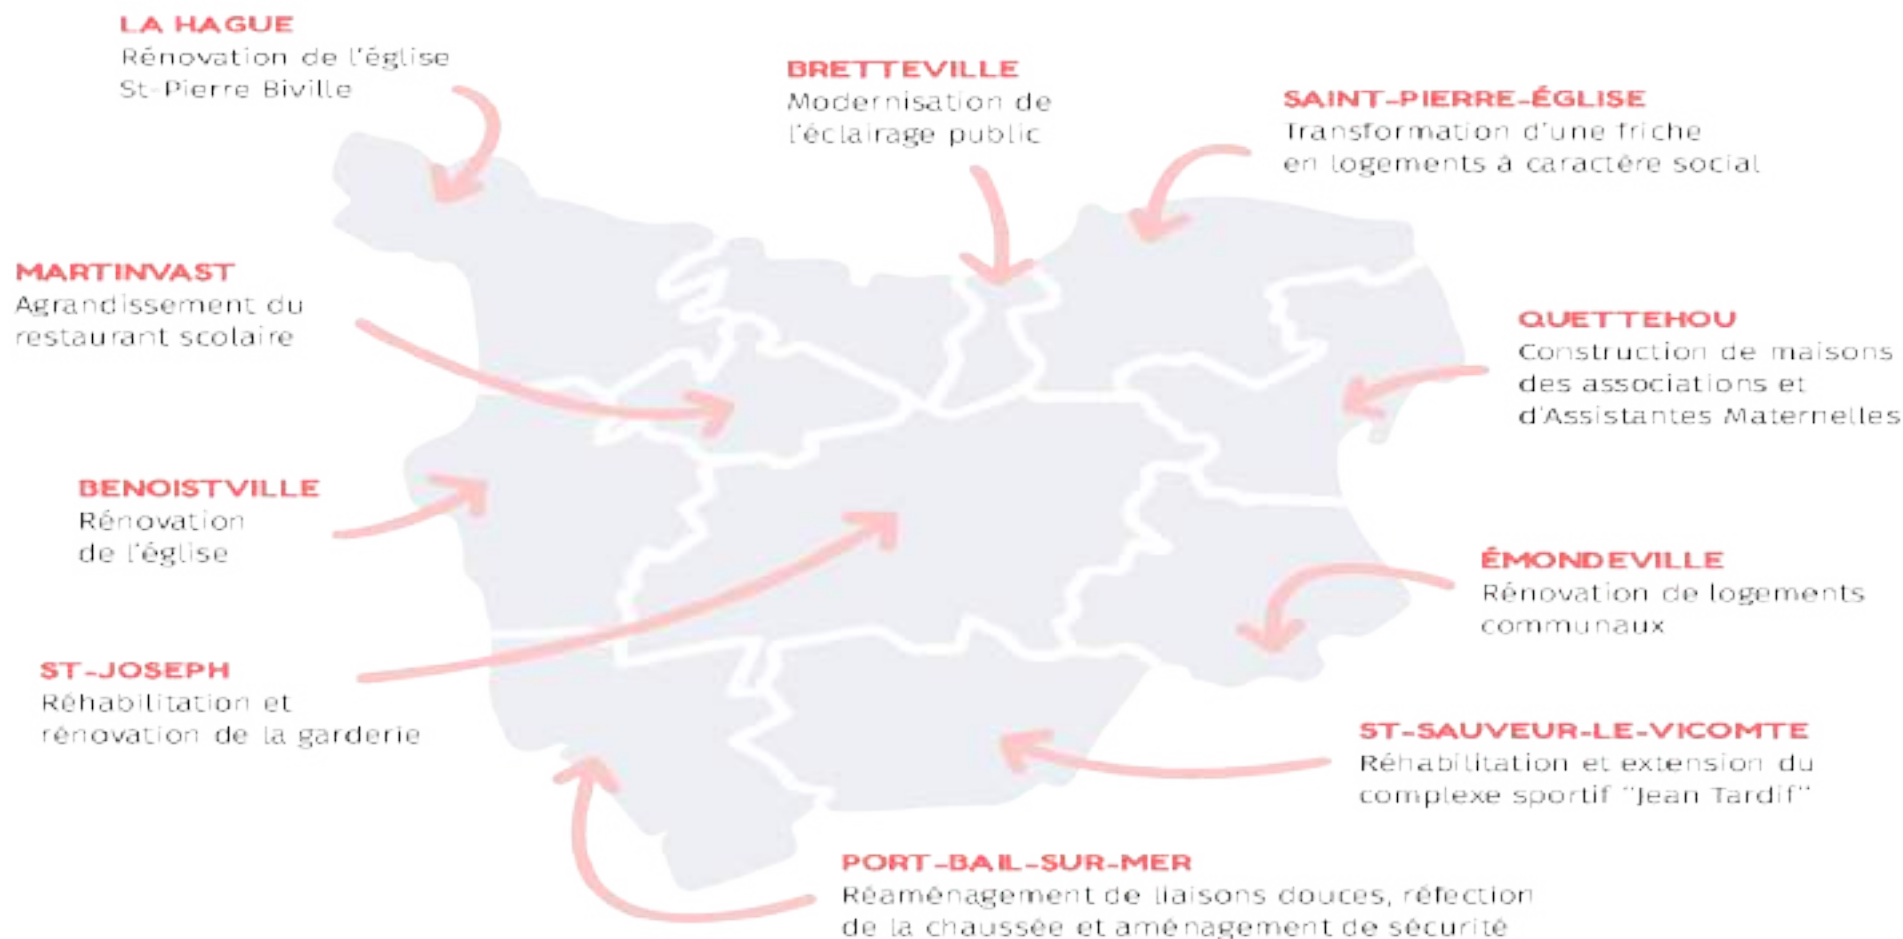 LA HAGUE
Rénovation de l'église
St-Pierre Biville
BRETTEVILLE
Modernisation de
l'éclairage public
SAINT-PIERRE-ÉGLISE
Transformation d'une friche
en logements à caractère social
MARTINVAST
Agrandissement du
restaurant scolaire
QUETTEHOU
Construction de maisons
des associations et
d'Assistantes Maternelles
BENOISTVILLE
Rénovation
de l'église
ÉMONDEVILLE
Rénovation de logements
communaux
ST-JOSEPH
Réhabilitation et
rénovation de la garderie
ST-SAUVEUR-LE-VICOMTE
Réhabilitation et extension du
complexe sportif "Jean Tardif"
PORT-BAIL-SUR-MER
Réaménagement de liaisons douces, réfection
de la chaussée et aménagement de sécurité